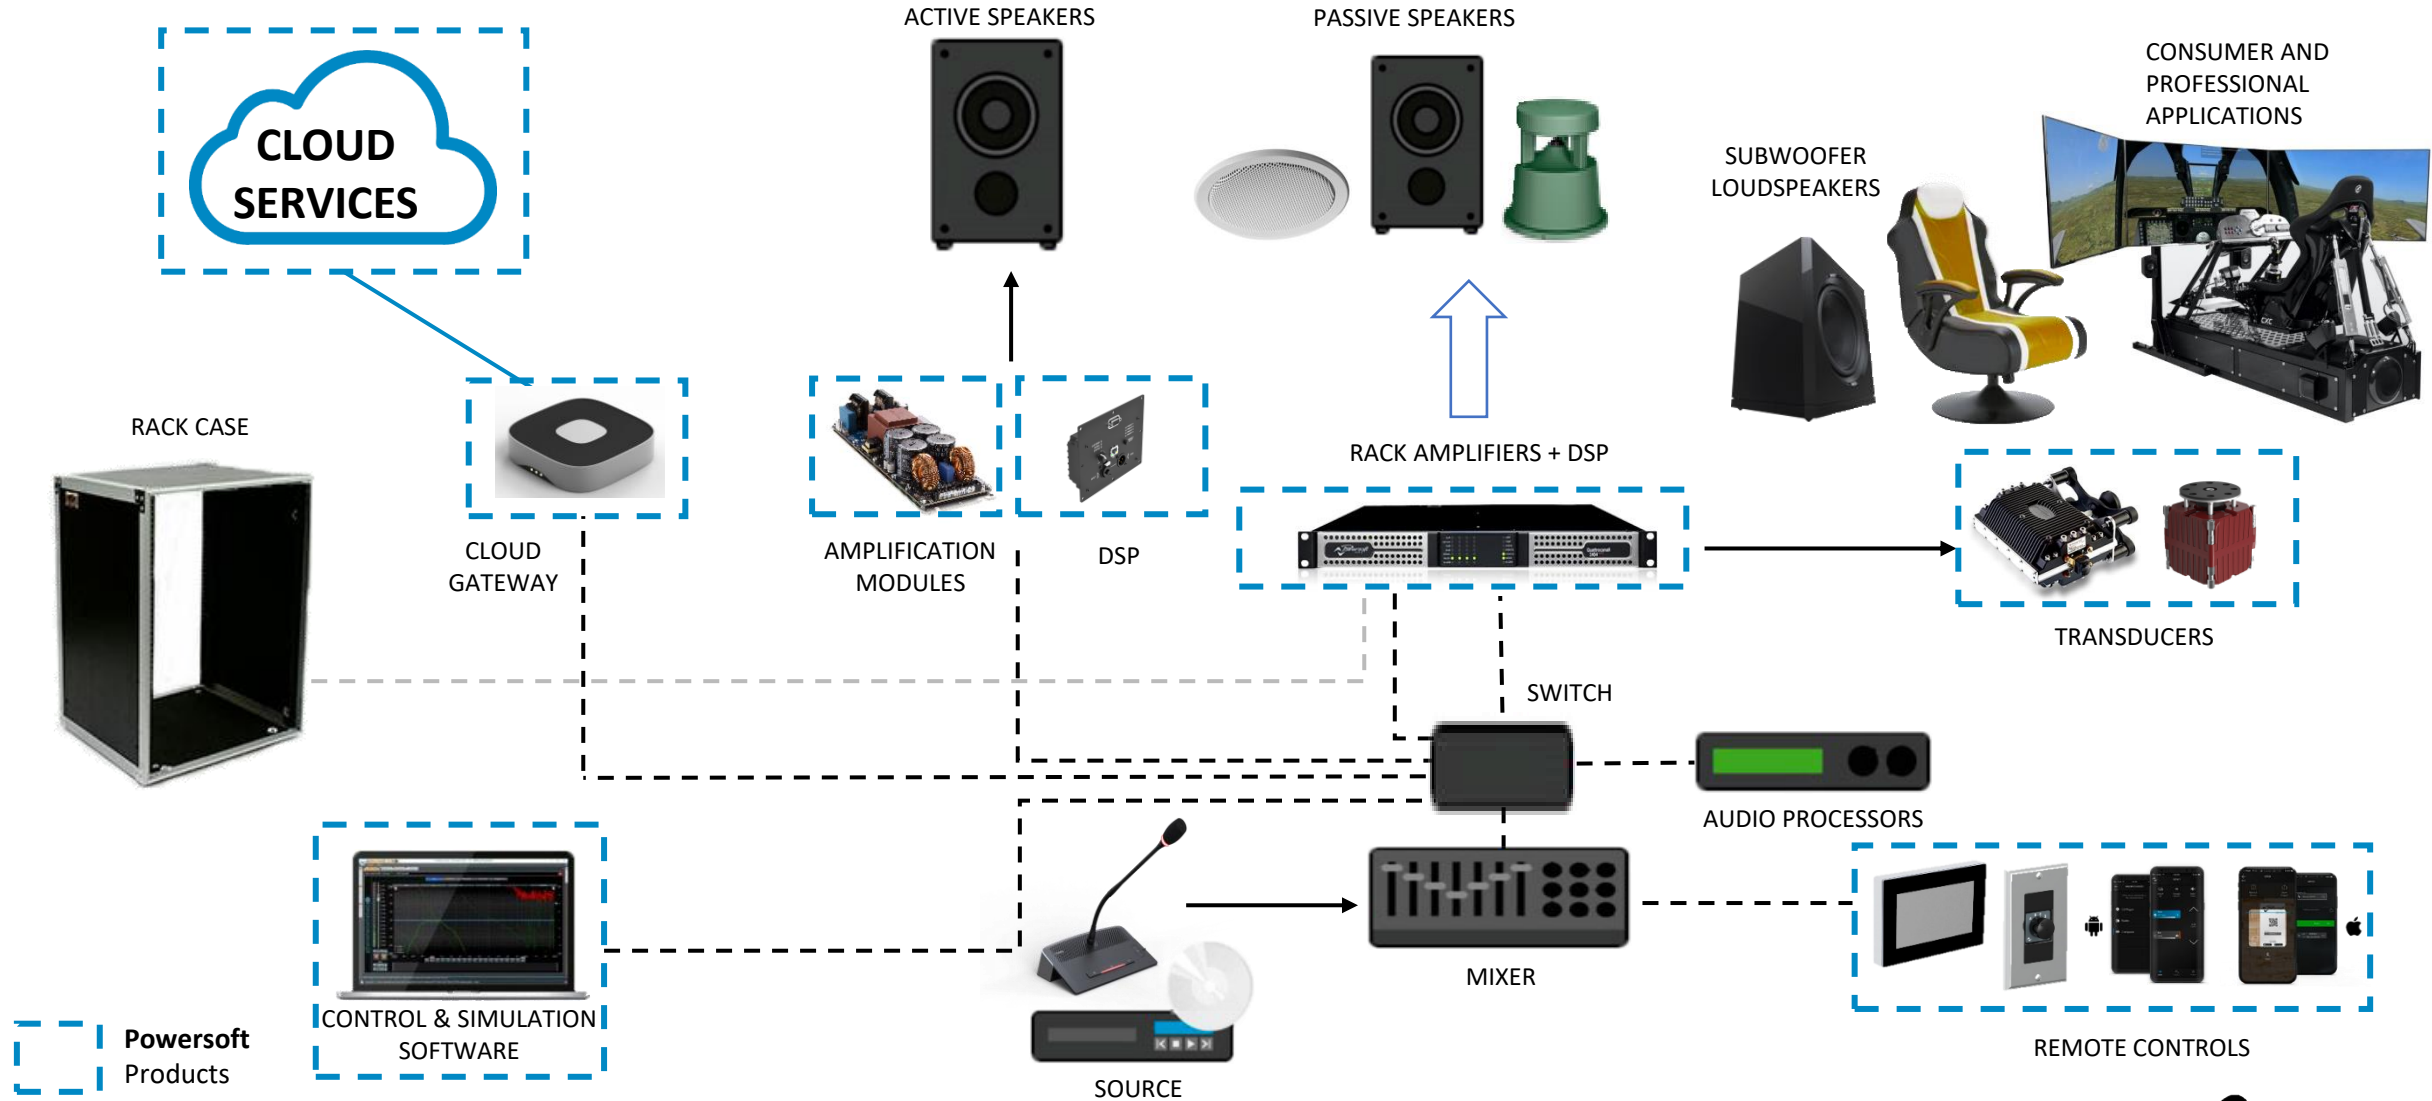 ACTIVE SPEAKERS
PASSIVE SPEAKERS
CONSUMER AND
PROFESSIONAL
APPLICATIONS
CLOUD
SERVICES
SUBWOOFER
LOUDSPEAKERS
RACK CASE
RACK AMPLIFIERS + DSP
CLOUD
GATEWAY
AMPLIFICATION
MODULES
DSP
TRANSDUCERS
SWITCH
AUDIO PROCESSORS
MIXER
CONTROL & SIMULATION
SOFTWARE
REMOTE CONTROLS
SOURCE
Powersoft
Products